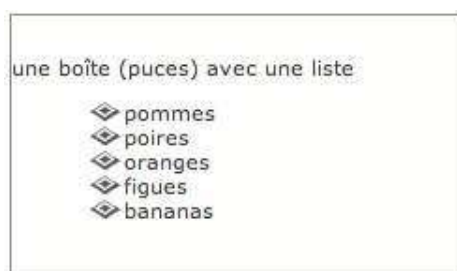 une boîte (puces) avec une liste
pommes
poires
oranges
figues
bananas